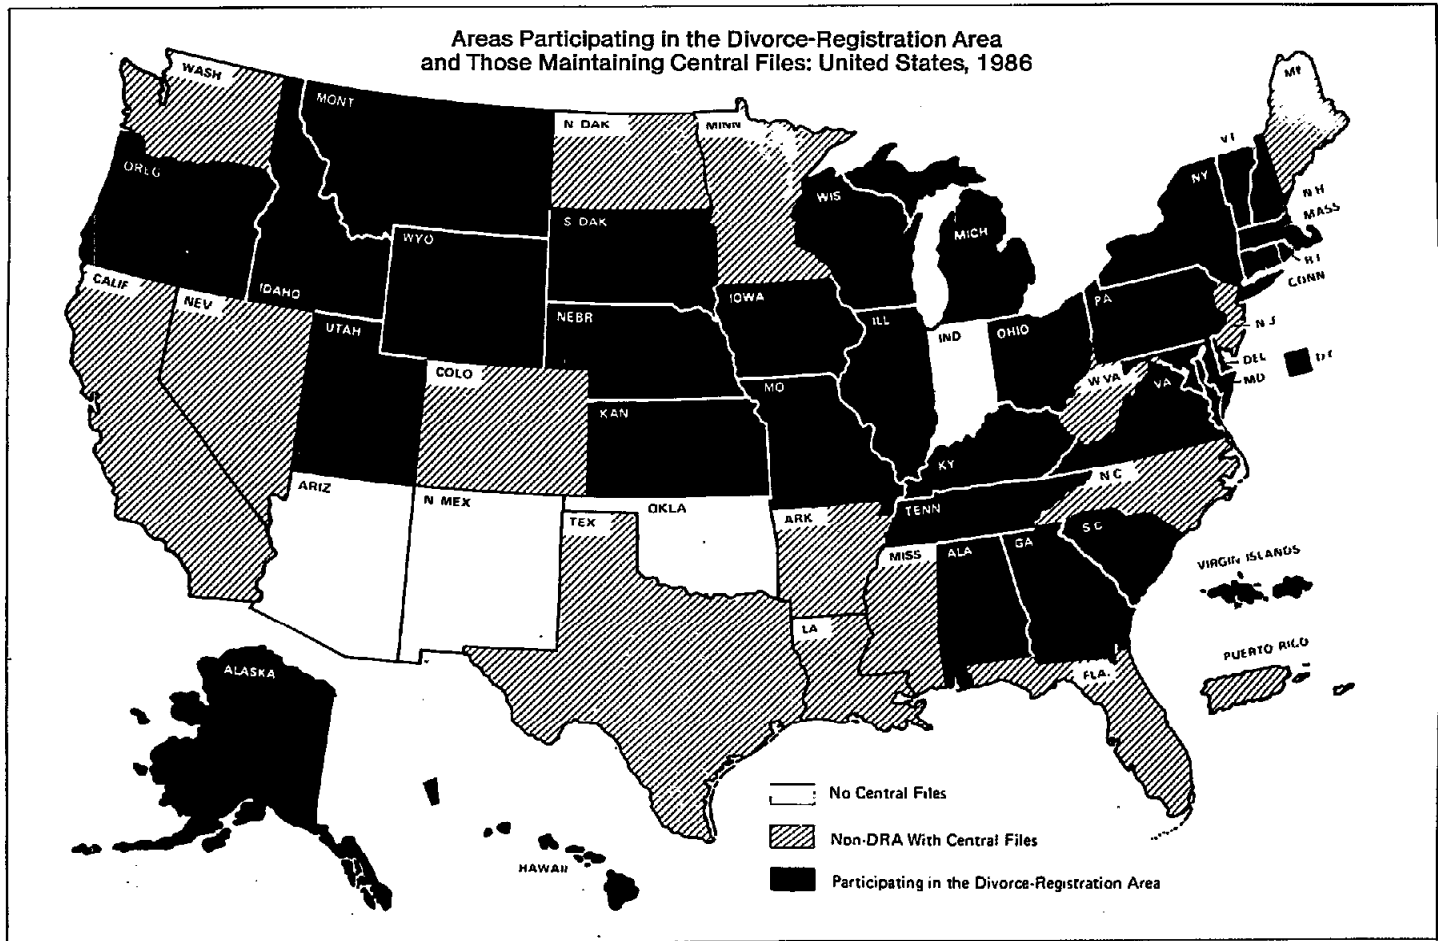 Areas Participating in the Divorce-Registration Area
and Those Maintaining Central Files: United States, 1986
WASH
MONT
N DAK
MINN
OREG
S DAK
WIS
MICH
NY
VT
N H
MASS
R I
CONN
WYO
IDAHO
CALIF
NEV
UTAH
NEBR
IOWA
ILL
IND
OHIO
PA
N J
DEL
MD
COLO
KAN
MO
W VA
VA
KY
ARIZ
N MEX
OKLA
TEX
ARK
TENN
N C
S C
MISS
ALA
GA
LA
FLA.
VIRGIN ISLANDS
PUERTO RICO
ALASKA
HAWAII
No Central Files
Non-DRA With Central Files
Participating in the Divorce-Registration Area